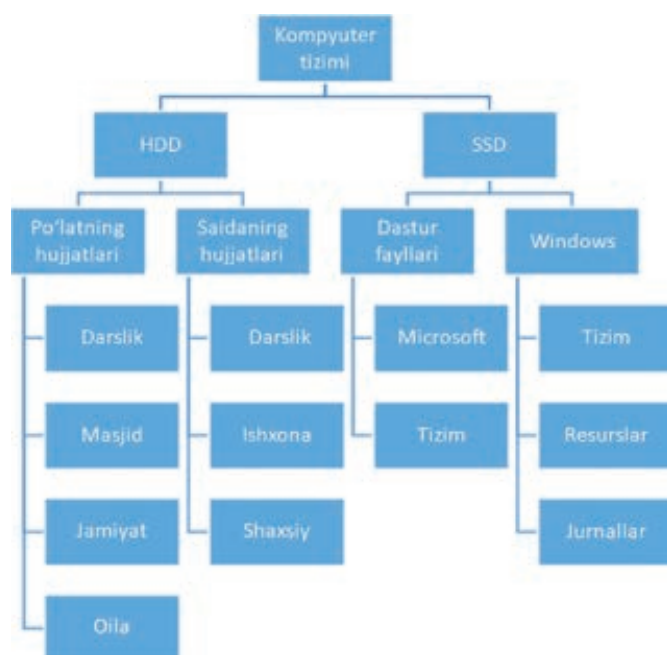 Kompyuter
tizimi
HDD
SSD
Po‘latning
hujjatlari
Saidaning
hujjatlari
Dastur
fayllari
Windows
Darslik
Darslik
Microsoft
Tizim
Masjid
Ishxona
Tizim
Resurslar
Jamiyat
Shaxsiy
Jurnallar
Oila